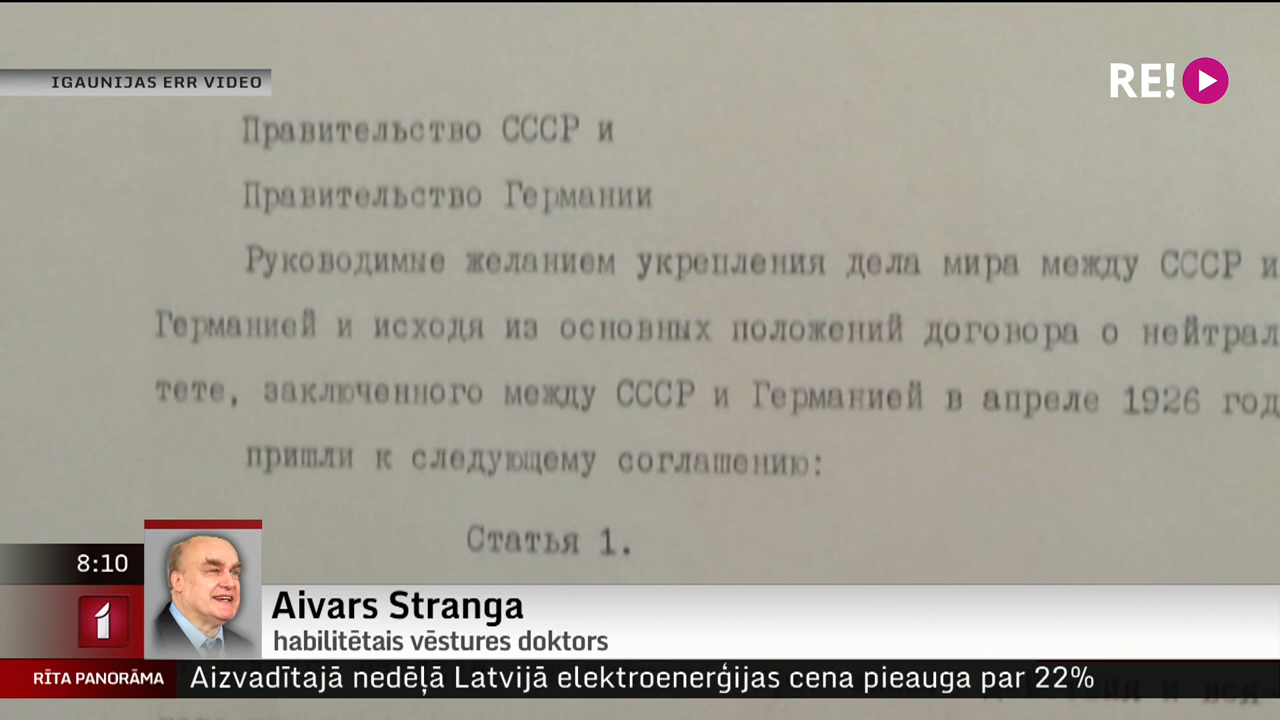 IGAUNIJAS ERR VIDEO
RE!
Правительство СССР и
Правительство Германии
Руководимые желанием укрепления дела мира между СССР и
Германией и исходя из основных положений договора о нейтрал
тете, заключенного между СССР и Германией в апреле 1926 год
пришли к следующему соглашению:
Статья 1.
8:10
1
Aivars Stranga
habilitētais vēstures doktors
RĪTA PANORĀMA
Aizvadītajā nedēļā Latvijā elektroenerģijas cena pieauga par 22%